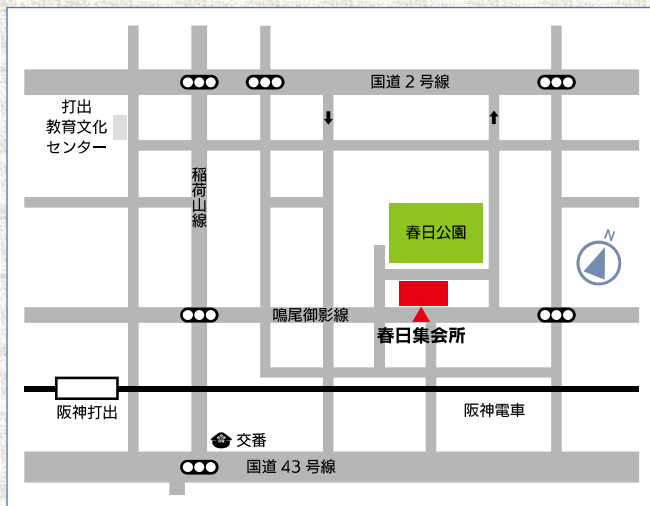 国道2号線
打出
教育文化
センター
稲荷山線
春日公園
N
鳴尾御影線
春日集会所
阪神打出
阪神電車
交番
国道43号線